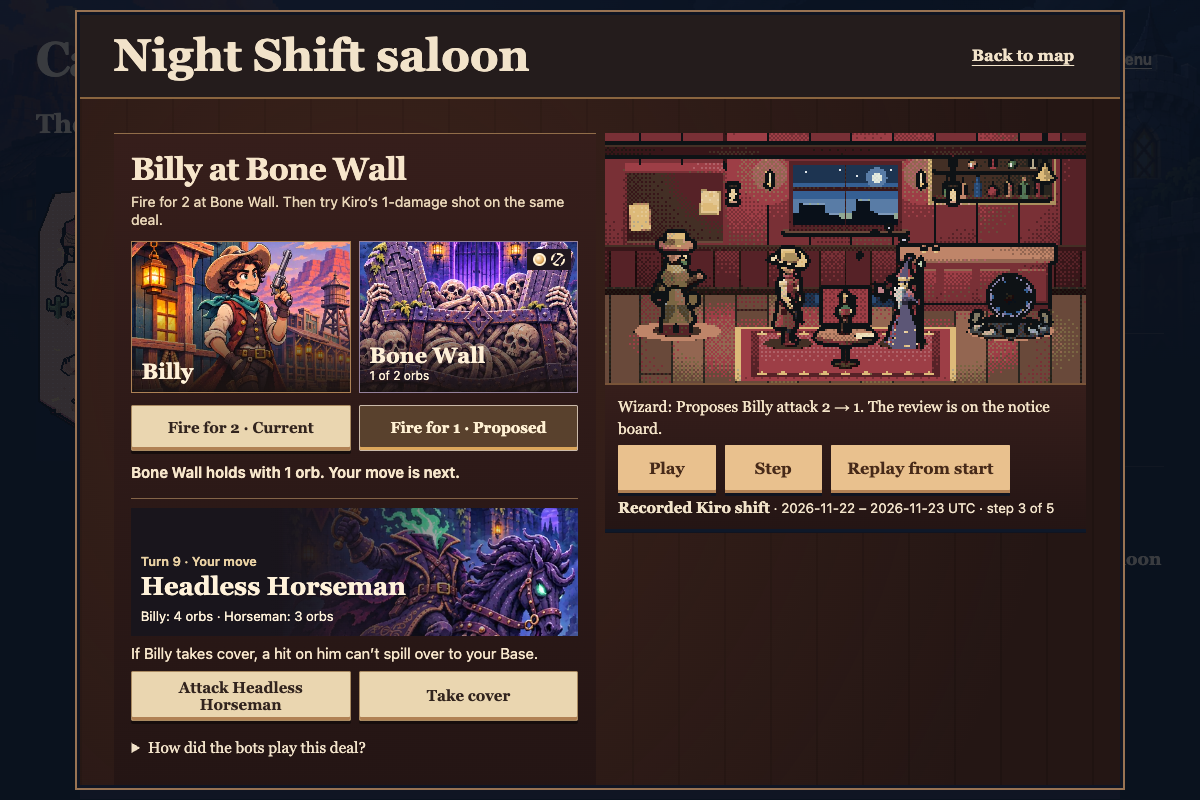 Night Shift saloon
Back to map
Billy at Bone Wall
Fire for 2 at Bone Wall. Then try Kiro’s 1-damage shot on the same
deal.
Billy
Bone Wall
1 of 2 orbs
Fire for 2 · Current
Fire for 1 · Proposed
Bone Wall holds with 1 orb. Your move is next.
Turn 9 · Your move
Headless Horseman
Billy: 4 orbs · Horseman: 3 orbs
If Billy takes cover, a hit on him can’t spill over to your Base.
Attack Headless
Horseman
Take cover
▶ How did the bots play this deal?
Wizard: Proposes Billy attack 2 → 1. The review is on the notice
board.
Play
Step
Replay from start
Recorded Kiro shift · 2026-11-22 – 2026-11-23 UTC · step 3 of 5
enu
oon